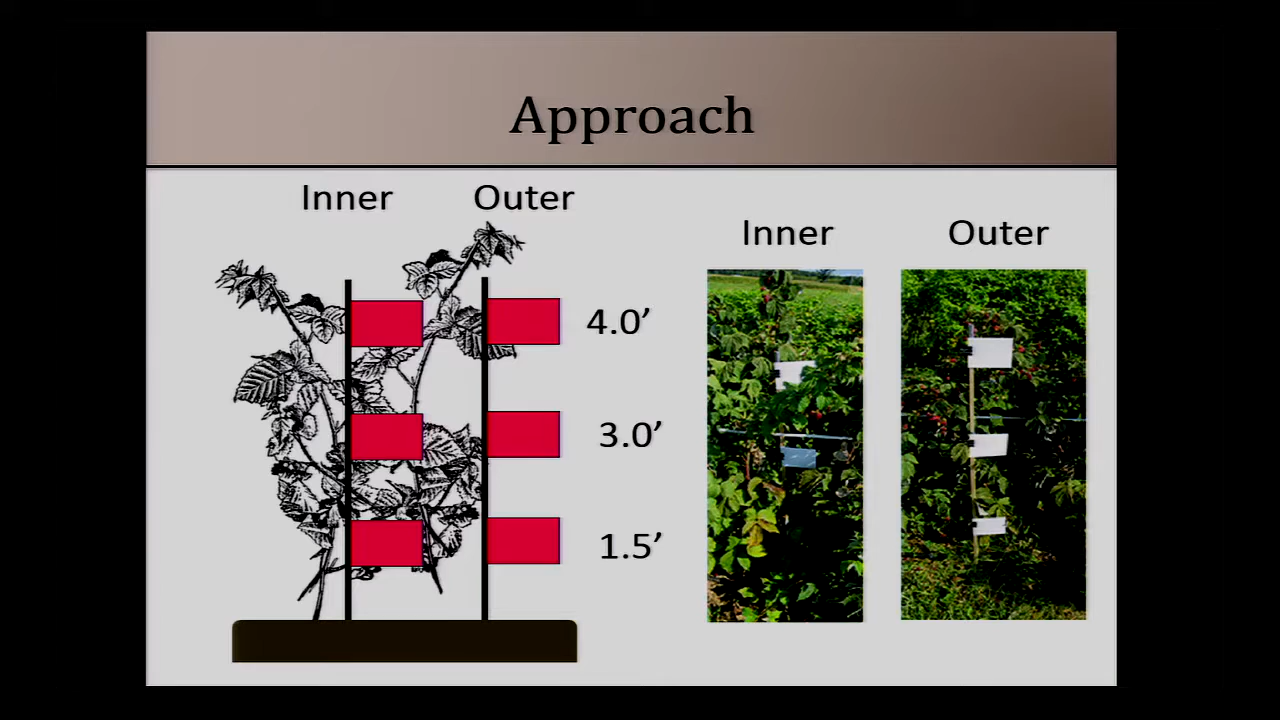 Approach
Inner Outer
Inner Outer
4.0’
3.0’
1.5’